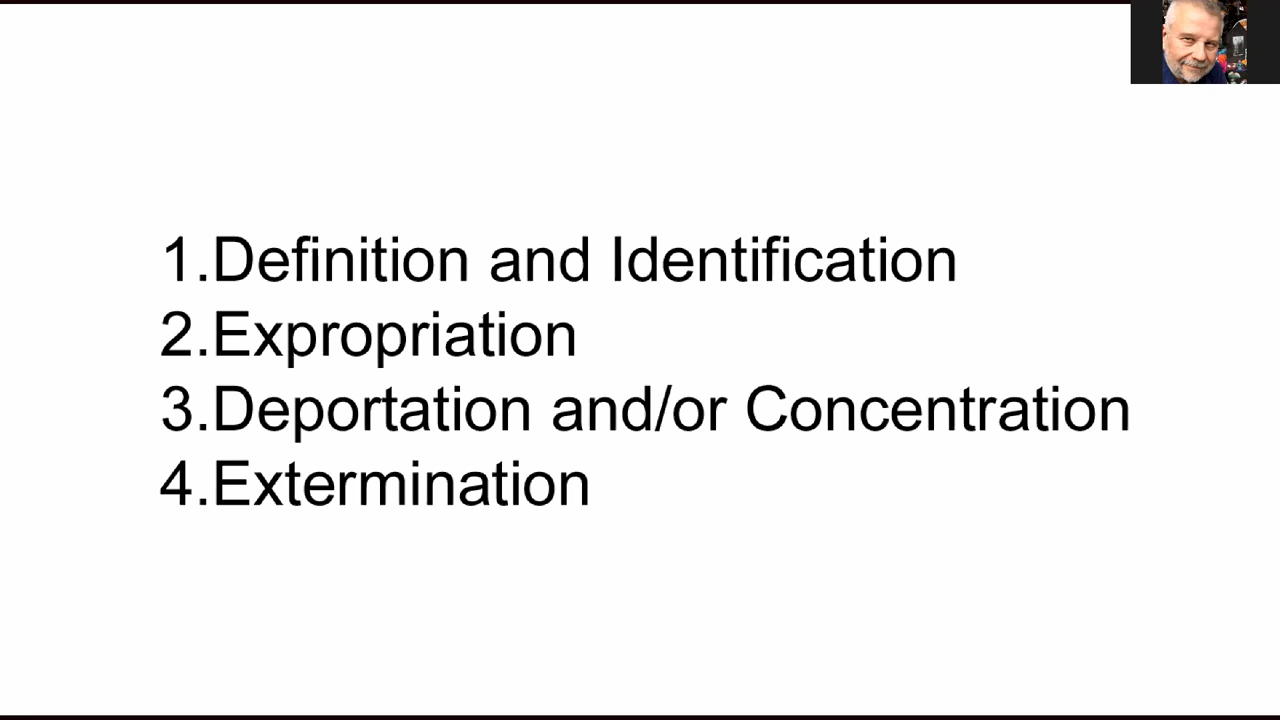 1.Definition and Identification
2.Expropriation
3.Deportation and/or Concentration
4.Extermination